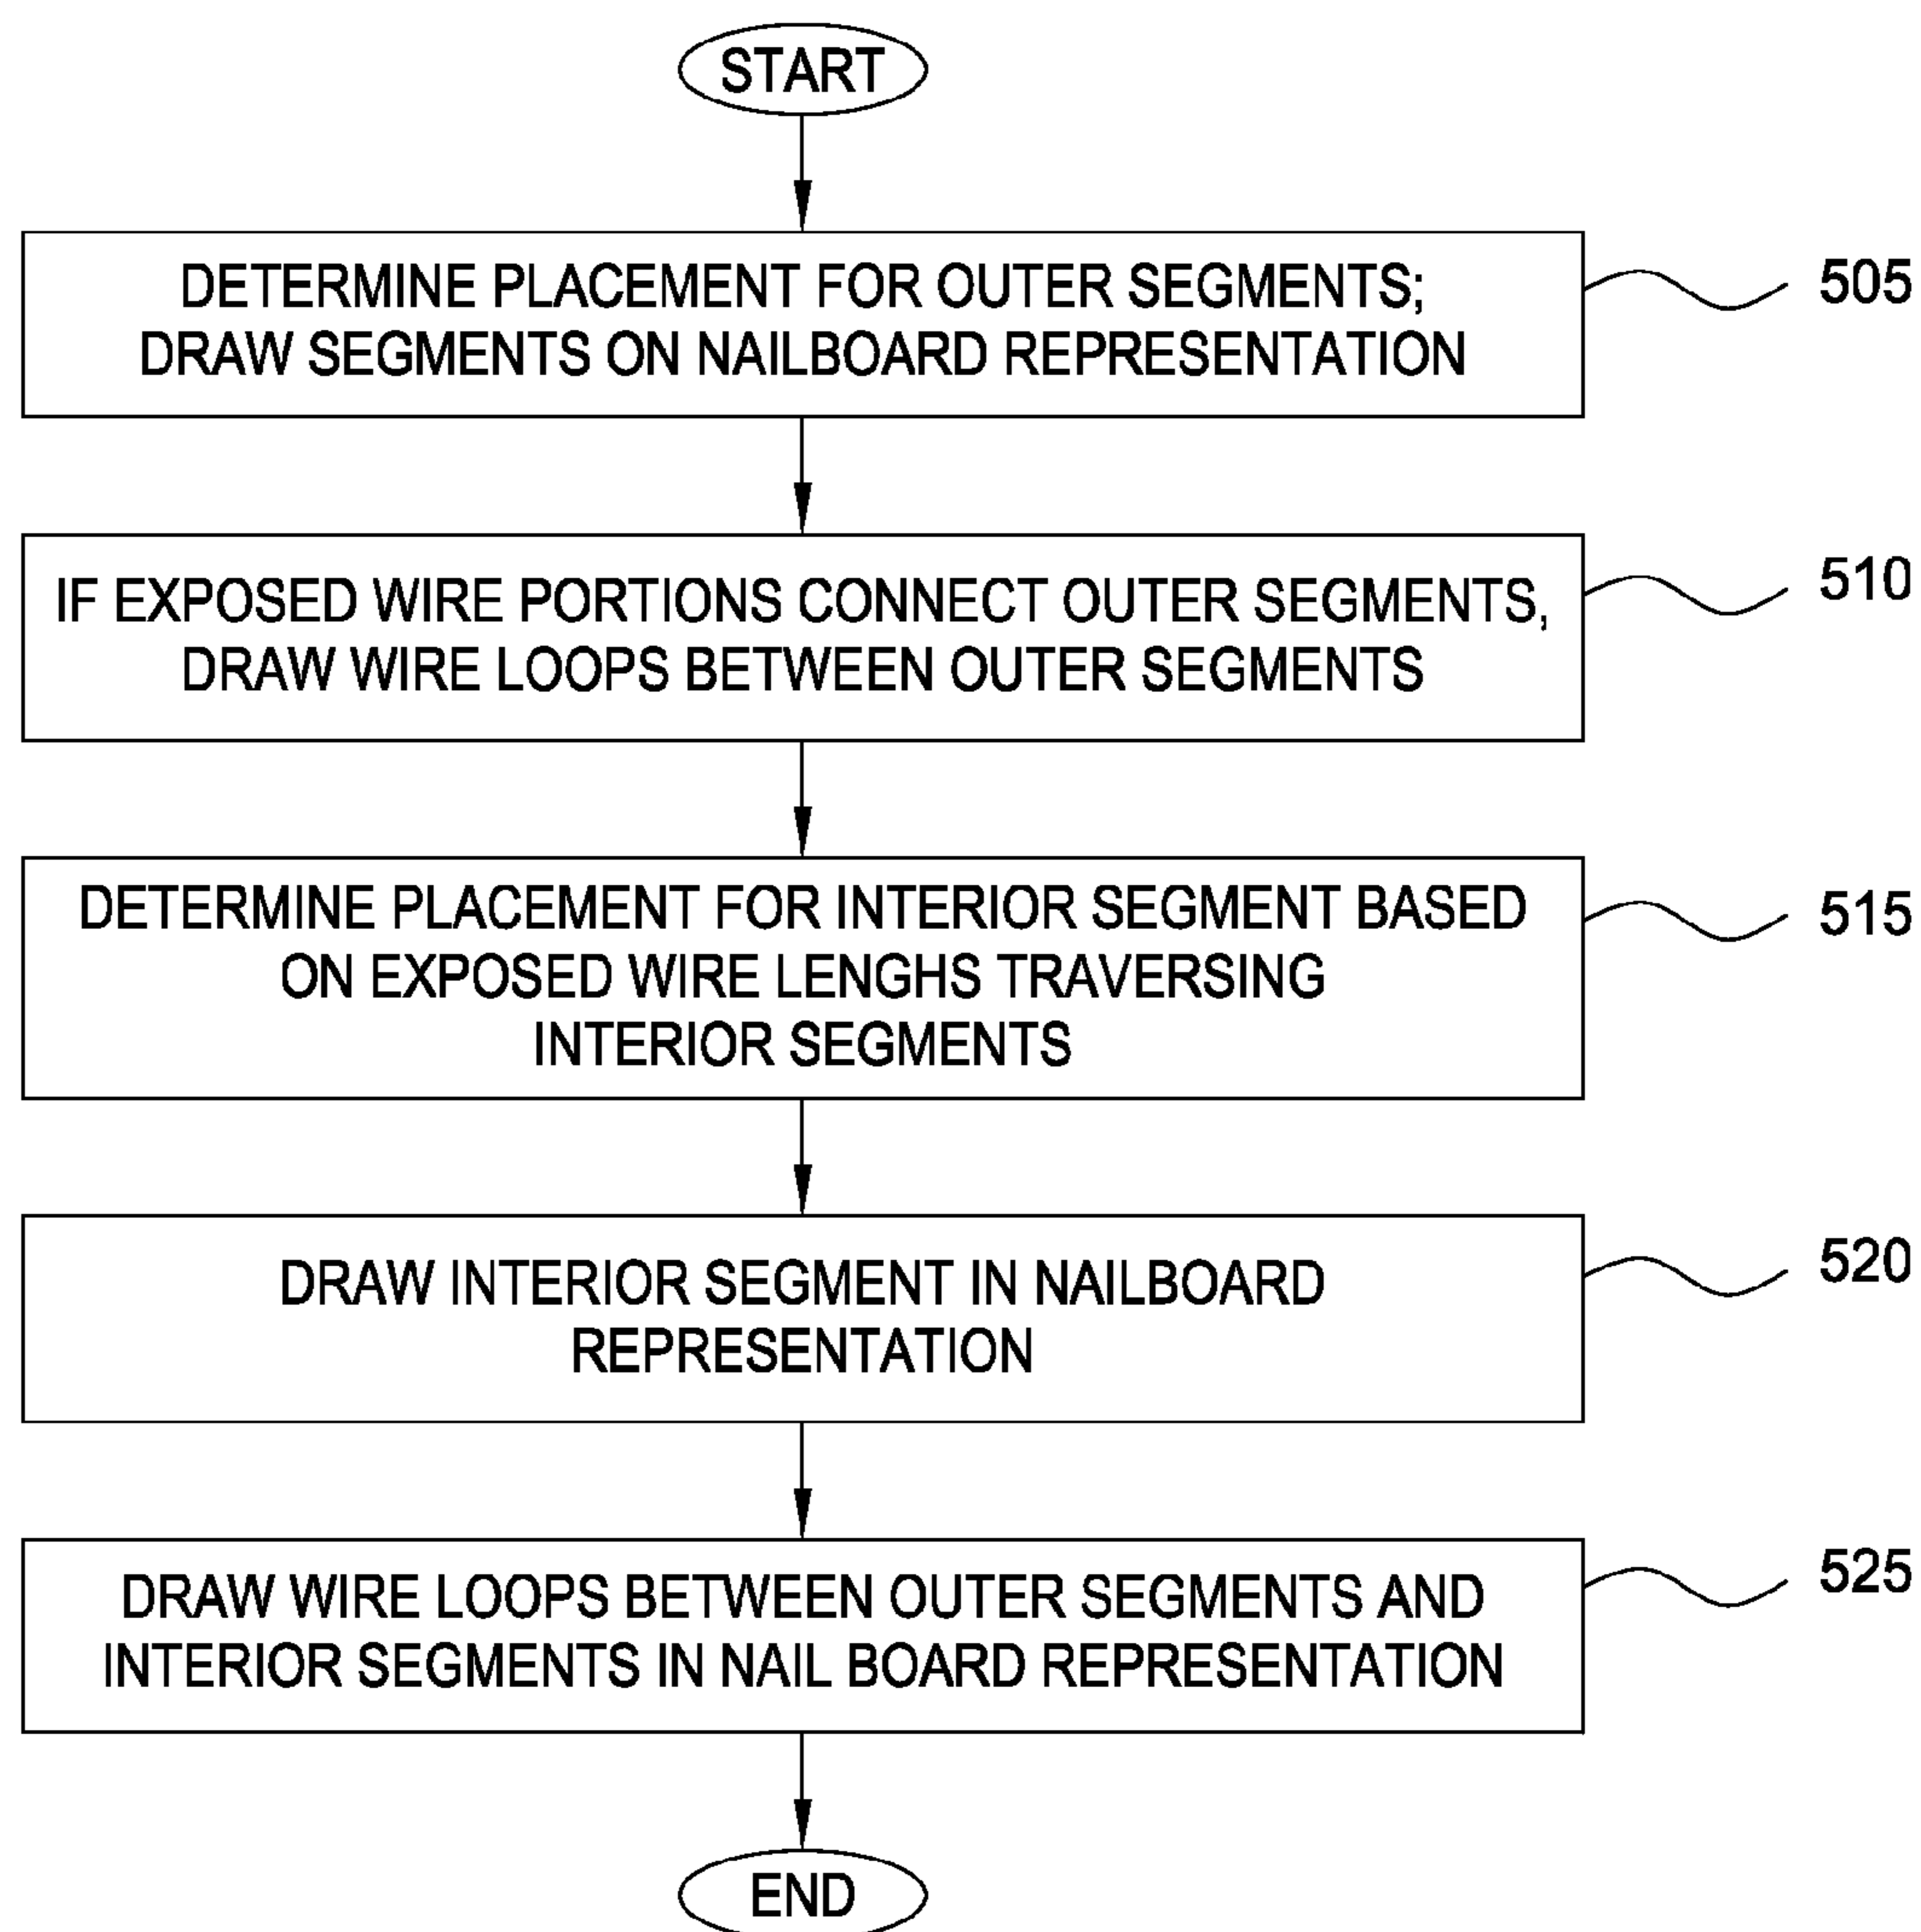 START
DETERMINE PLACEMENT FOR OUTER SEGMENTS;
DRAW SEGMENTS ON NAILBOARD REPRESENTATION
505
IF EXPOSED WIRE PORTIONS CONNECT OUTER SEGMENTS,
DRAW WIRE LOOPS BETWEEN OUTER SEGMENTS
510
DETERMINE PLACEMENT FOR INTERIOR SEGMENT BASED
ON EXPOSED WIRE LENGHS TRAVERSING
INTERIOR SEGMENTS
515
DRAW INTERIOR SEGMENT IN NAILBOARD
REPRESENTATION
520
DRAW WIRE LOOPS BETWEEN OUTER SEGMENTS AND
INTERIOR SEGMENTS IN NAIL BOARD REPRESENTATION
525
END